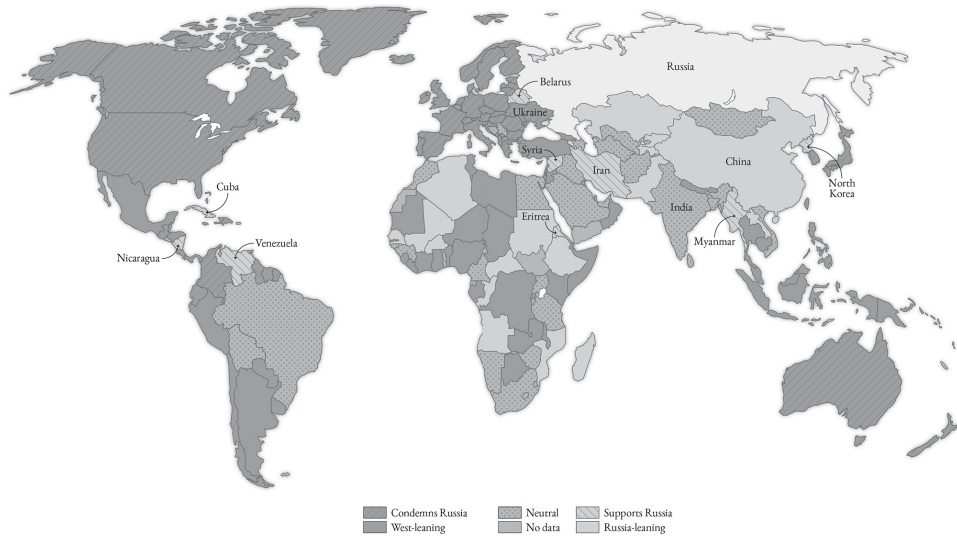 Russia
Belarus
Ukraine
Syria
China
Iran
North
Korea
Cuba
India
Eritrea
Myanmar
Venezuela
Nicaragua
Condemns Russia
Neutral
Supports Russia
West-leaning
No data
Russia-leaning